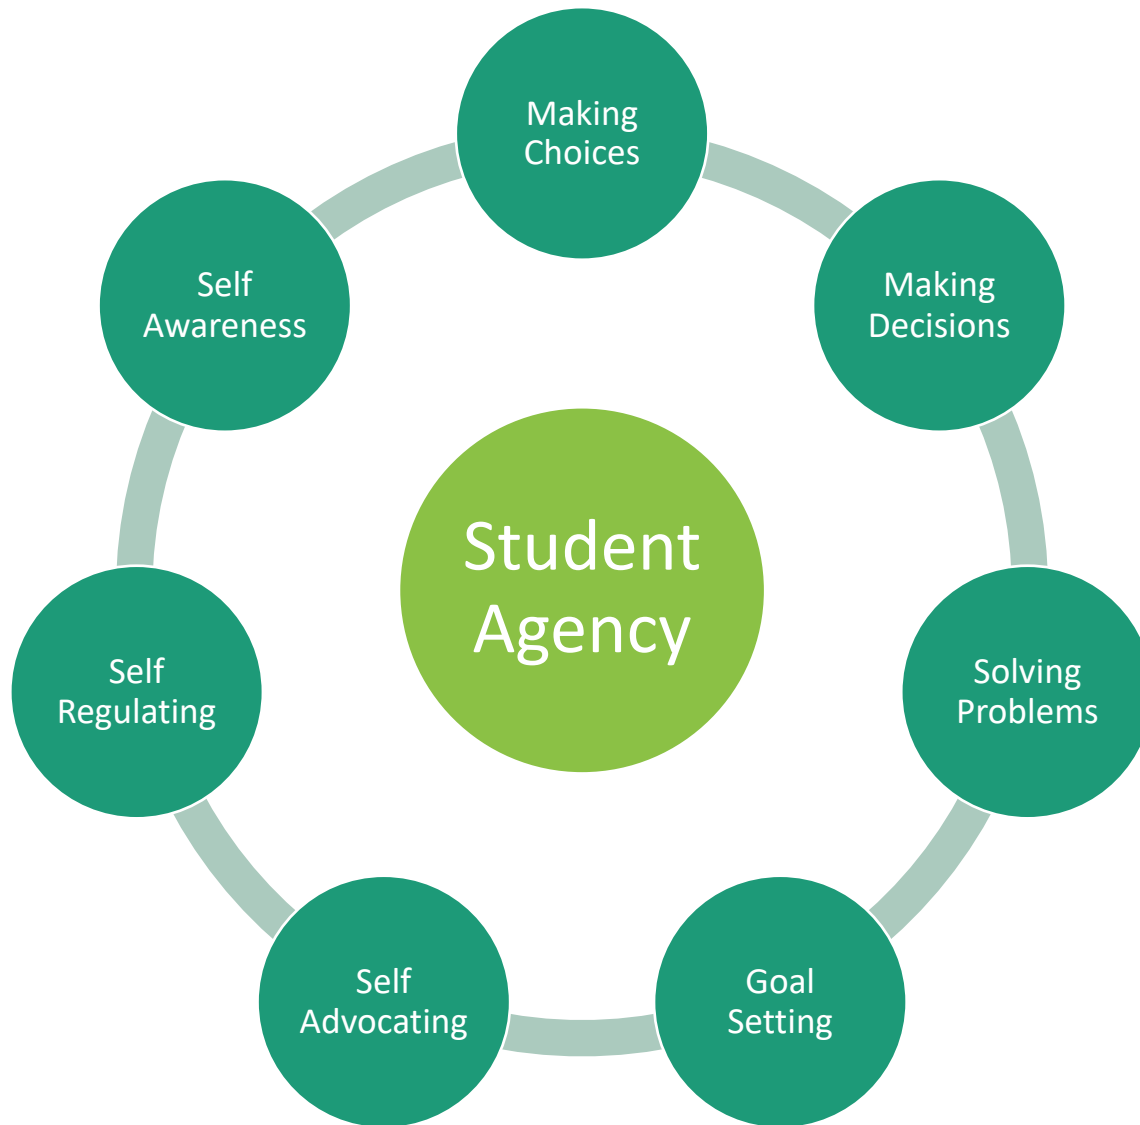 Making
Choices
Making
Decisions
Solving
Problems
Goal
Setting
Self
Advocating
Self
Regulating
Self
Awareness
Student
Agency